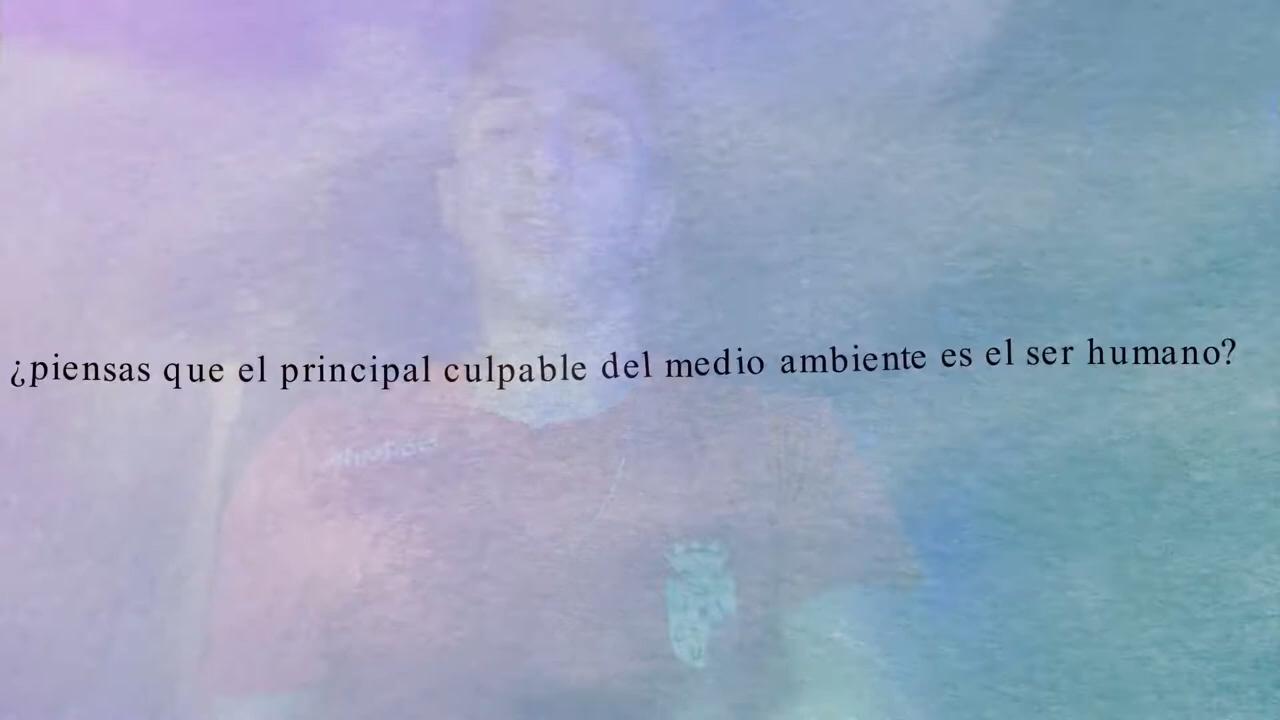 ¿piensas que el principal culpable del medio ambiente es el ser humano?